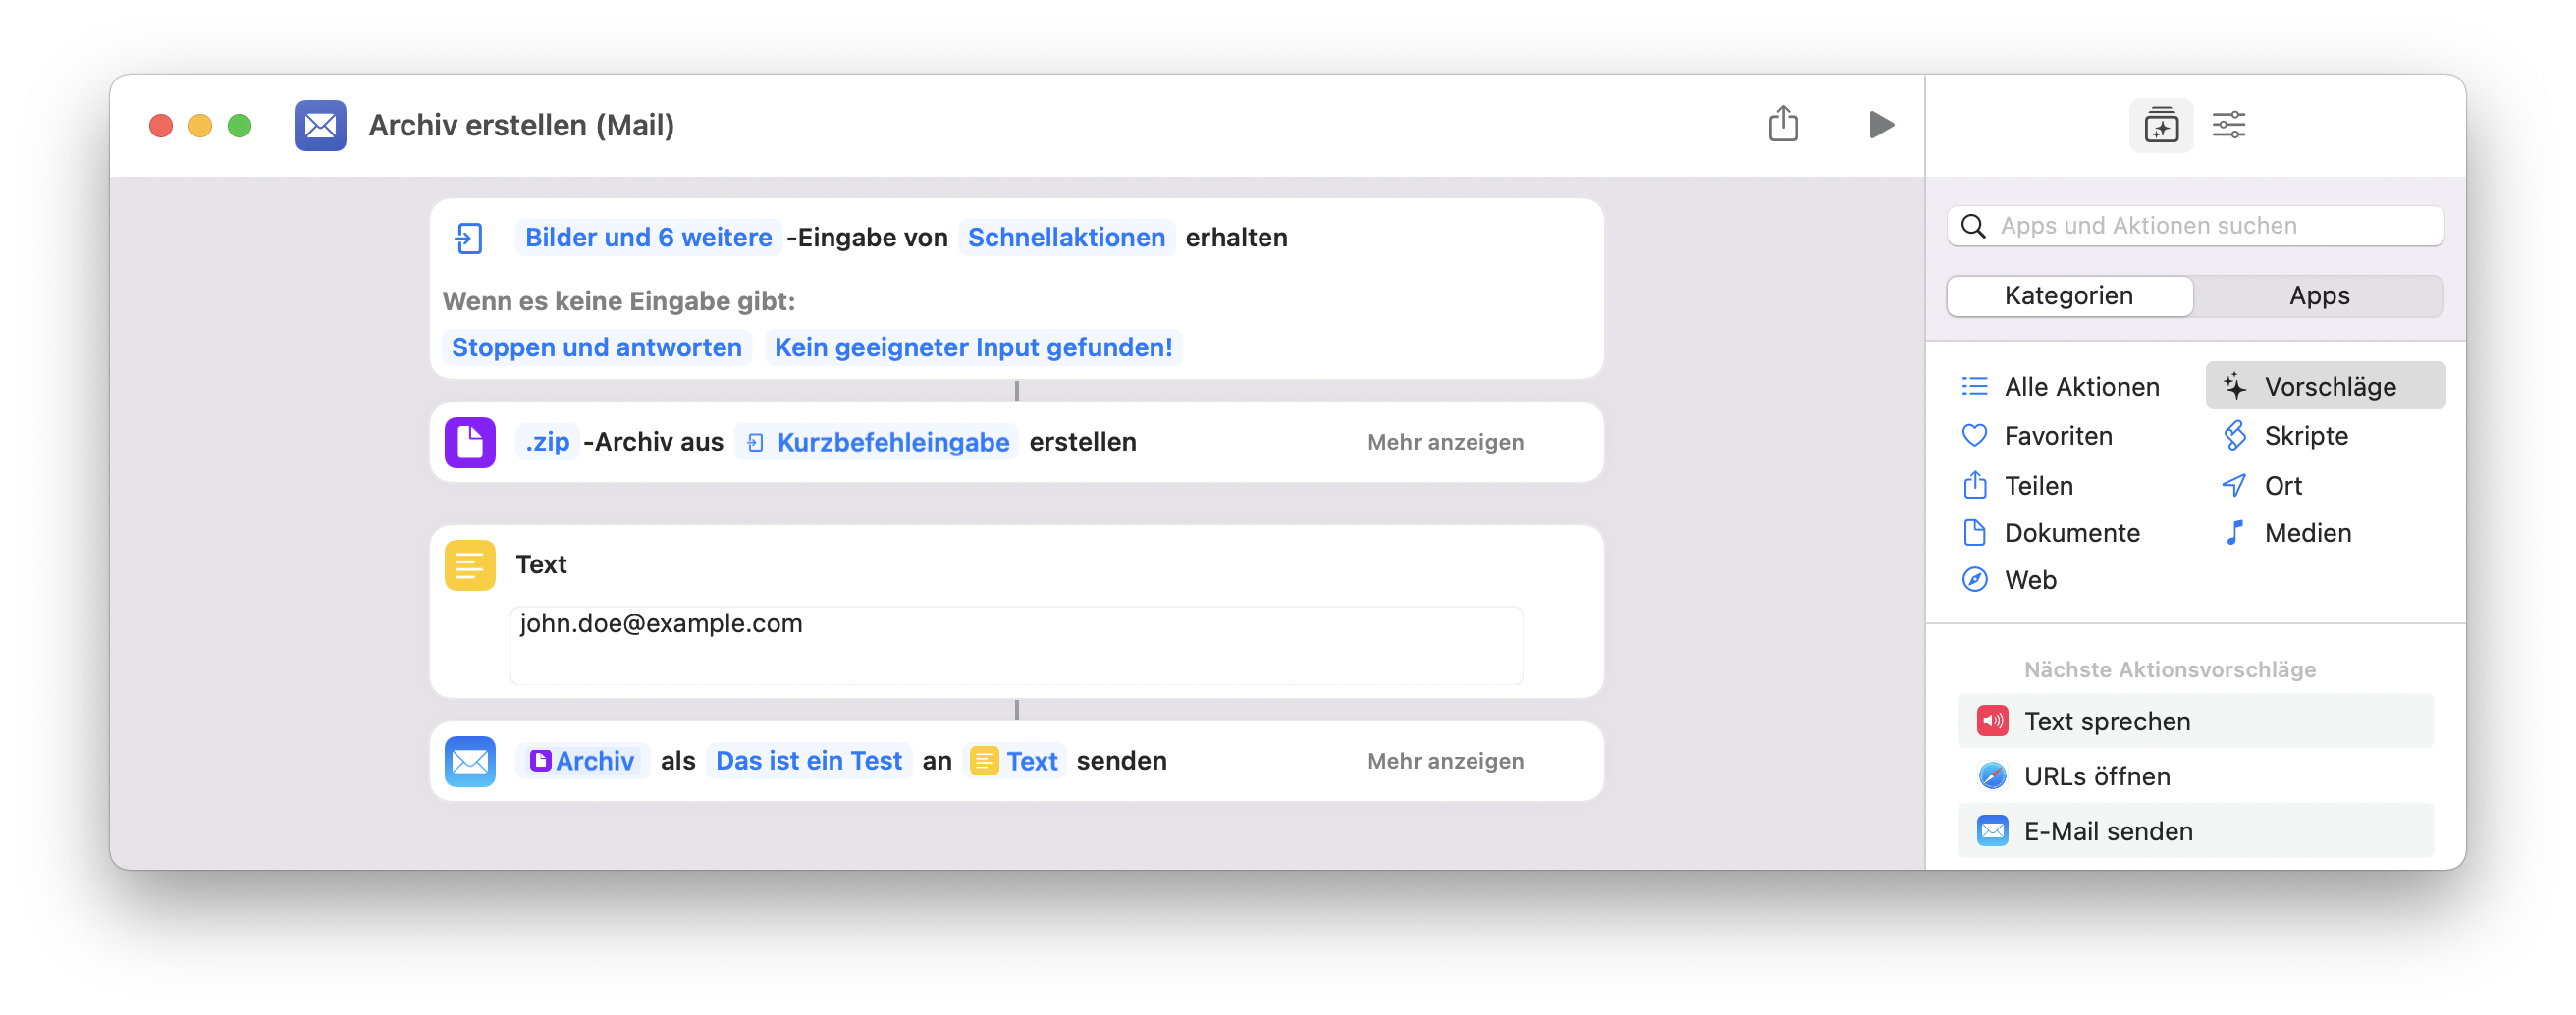 Archiv erstellen (Mail)
Bilder und 6 weitere -Eingabe von Schnellaktionen erhalten
Wenn es keine Eingabe gibt:
Stoppen und antworten Kein geeigneter Input gefunden!
.zip -Archiv aus Kurzbefehleingabe erstellen Mehr anzeigen
Text
john.doe@example.com
Archiv als Das ist ein Test an Text senden Mehr anzeigen
Apps und Aktionen suchen
Kategorien Apps
Alle Aktionen Vorschläge
Favoriten Skripte
Teilen Ort
Dokumente Medien
Web
Nächste Aktionsvorschläge
Text sprechen
URLs öffnen
E-Mail senden